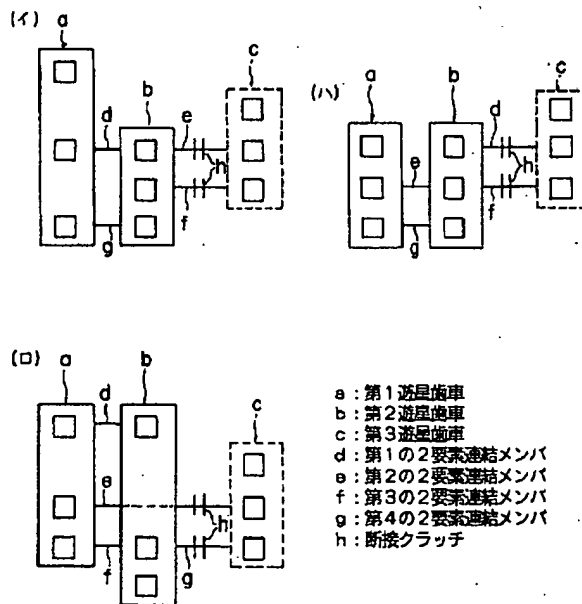 (イ)
a
b
c
d
e
h
f
g
(ハ)
a
b
c
d
e
h
f
g
(ロ)
a
b
c
d
e
h
f
g
a:第1遊星歯車
b:第2遊星歯車
c:第3遊星歯車
d:第1の2要素連結メンバ
e:第2の2要素連結メンバ
f:第3の2要素連結メンバ
g:第4の2要素連結メンバ
h:断接クラッチ